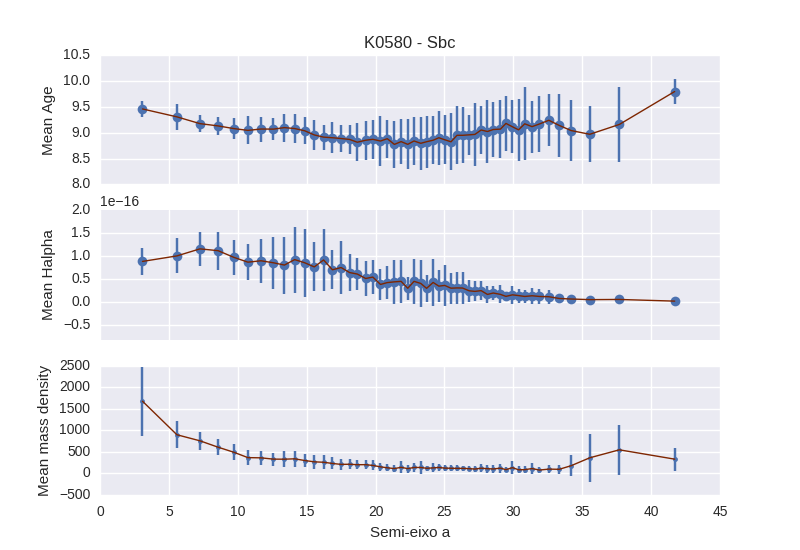 K0580 - Sbc
10.5
10.0
9.5
9.0
8.5
8.0
Mean Age
1e−16
2.0
1.5
1.0
0.5
0.0
−0.5
Mean Halpha
2500
2000
1500
1000
500
0
−500
Mean mass density
0 5 10 15 20 25 30 35 40 45
Semi-eixo a